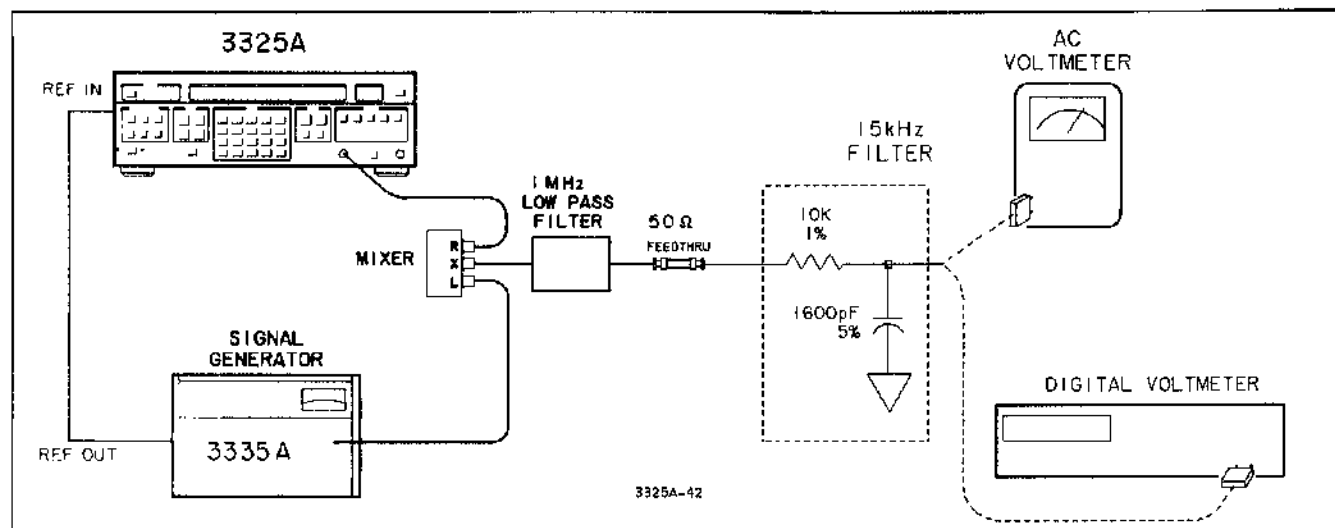 3325A
REF IN
AC
VOLTMETER
15kHz
FILTER
1MHz
LOW PASS
FILTER
50Ω
FEEDTHRU
10K
1%
MIXER
R
X
L
1600pF
5%
SIGNAL
GENERATOR
DIGITAL VOLTMETER
3335A
REF OUT
3325A-42